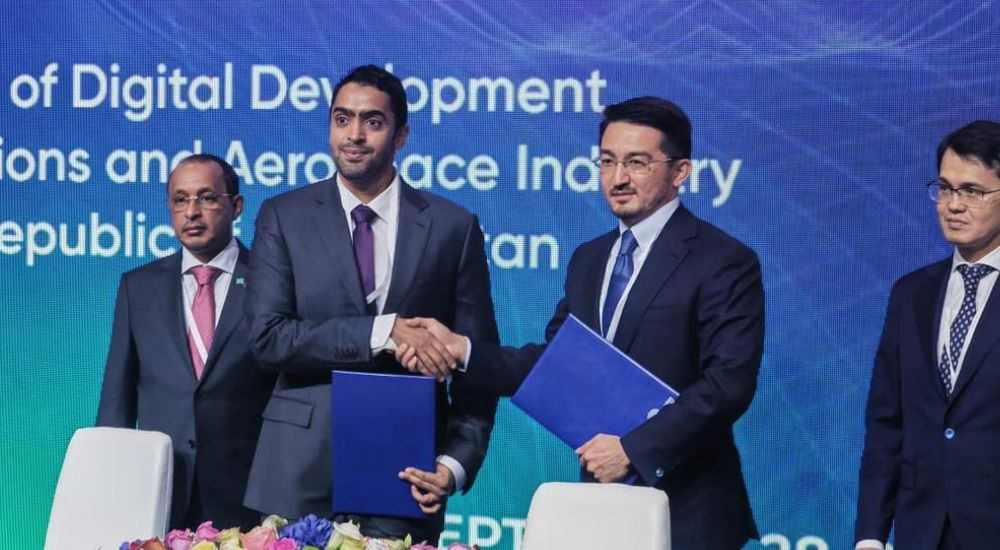 of Digital Development
ions and Aerospace Industry
epublic of tan
EPT